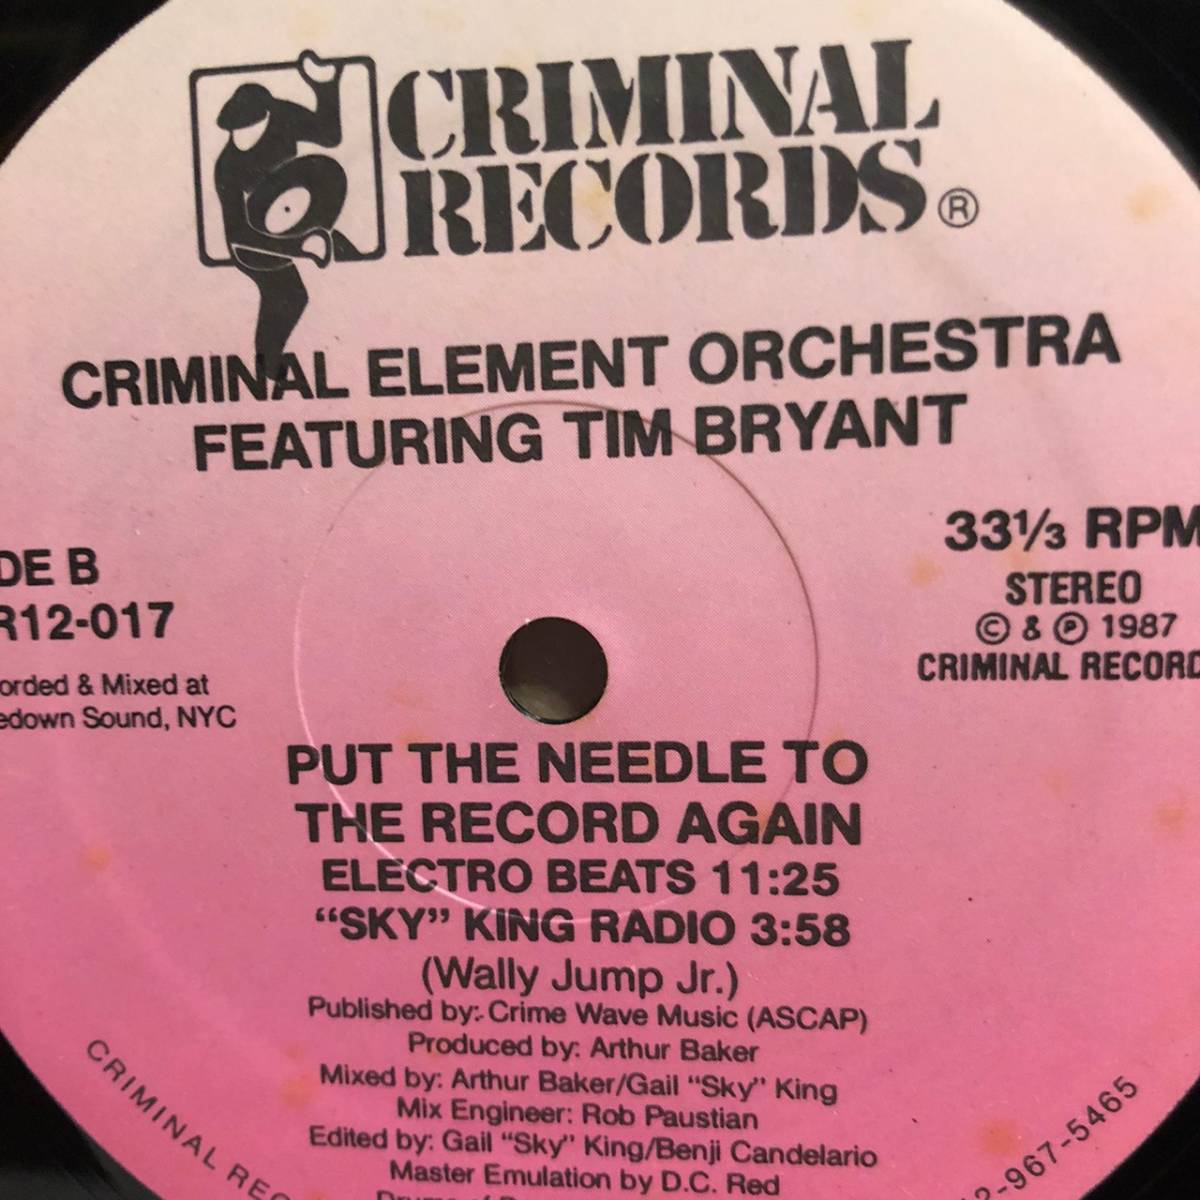 CRIMINAL
RECORDS ®
CRIMINAL ELEMENT ORCHESTRA
FEATURING TIM BRYANT
DE B
R12-017
orded & Mixed at
edown Sound, NYC
33⅓ RPM
STEREO
© & ℗ 1987
CRIMINAL RECORD
PUT THE NEEDLE TO
THE RECORD AGAIN
ELECTRO BEATS 11:25
“SKY” KING RADIO 3:58
(Wally Jump Jr.)
Published by: Crime Wave Music (ASCAP)
Produced by: Arthur Baker
Mixed by: Arthur Baker/Gail “Sky” King
Mix Engineer: Rob Paustian
Edited by: Gail “Sky” King/Benji Candelario
Master Emulation by D.C. Red
CRIMINAL REC
2-967-5465